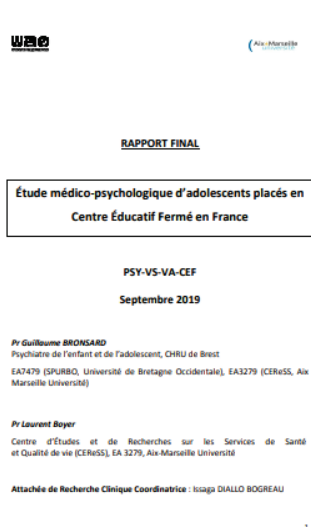 Aix*Marseille
RAPPORT FINAL
Étude médico-psychologique d'adolescents placés en
Centre Éducatif Fermé en France
PSY-VS-VA-CEF
Septembre 2019
Pr Guillaume BRONSARD
Psychiatre de l'enfant et de l'adolescent, CHRU de Brest
EA7479 (SPURBO, Université de Bretagne Occidentale), EA3279 (CEReSS, Aix
Marseille Université)
Pr Laurent Boyer
Centre d'Études et de Recherches sur les Services de Santé
et Qualité de vie (CEReSS), EA 3279, Aix-Marseille Université
Attachée de Recherche Clinique Coordinatrice : Issaga DIALLO BOGREAU